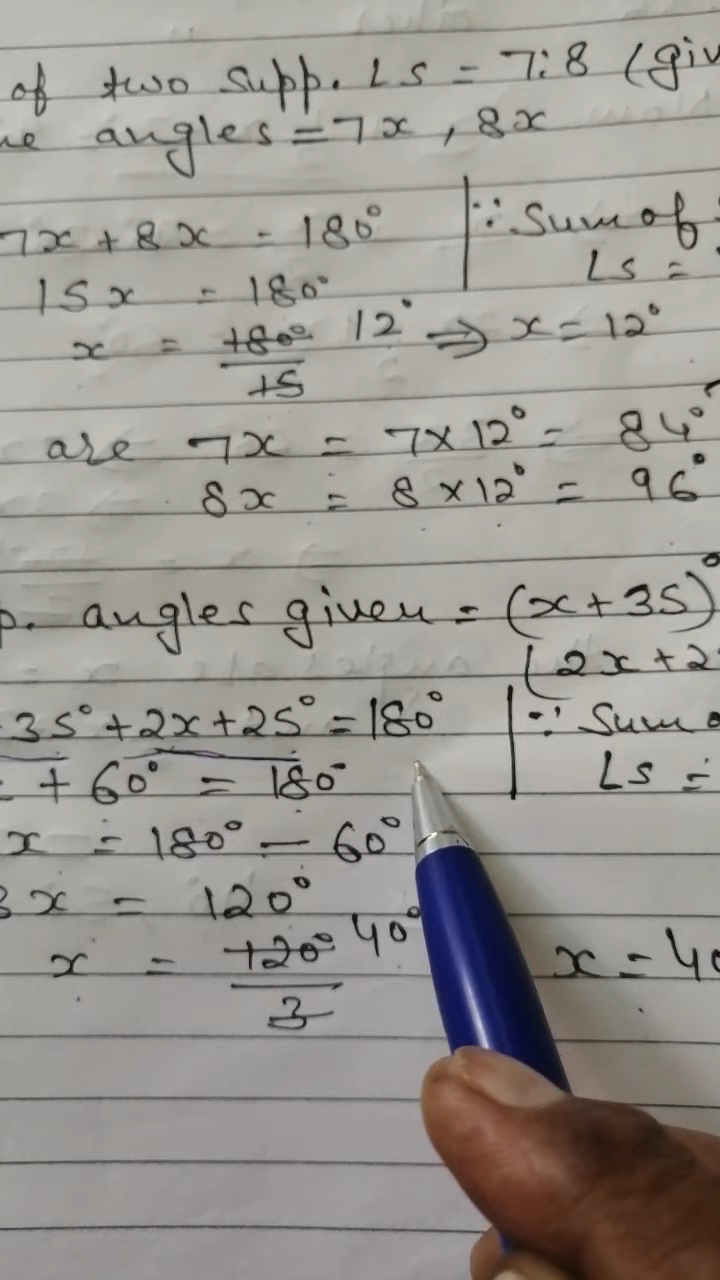 of two supp. ∠s = 7:8 (giv
ne angles = 7x , 8x
7x + 8x = 180° | ∵ Sum of
15x = 180° ∠s =
x = 180°/15 12° ⇒ x = 12°
are 7x = 7×12° = 84°
8x = 8×12° = 96°
p. angles given = (x+35)°
(2x+2
35°+2x+25° = 180° | ∵ Sum o
+ 60° = 180° ∠s =
x = 180° − 60°
3x = 120°
x = 120°/3 40° x = 40